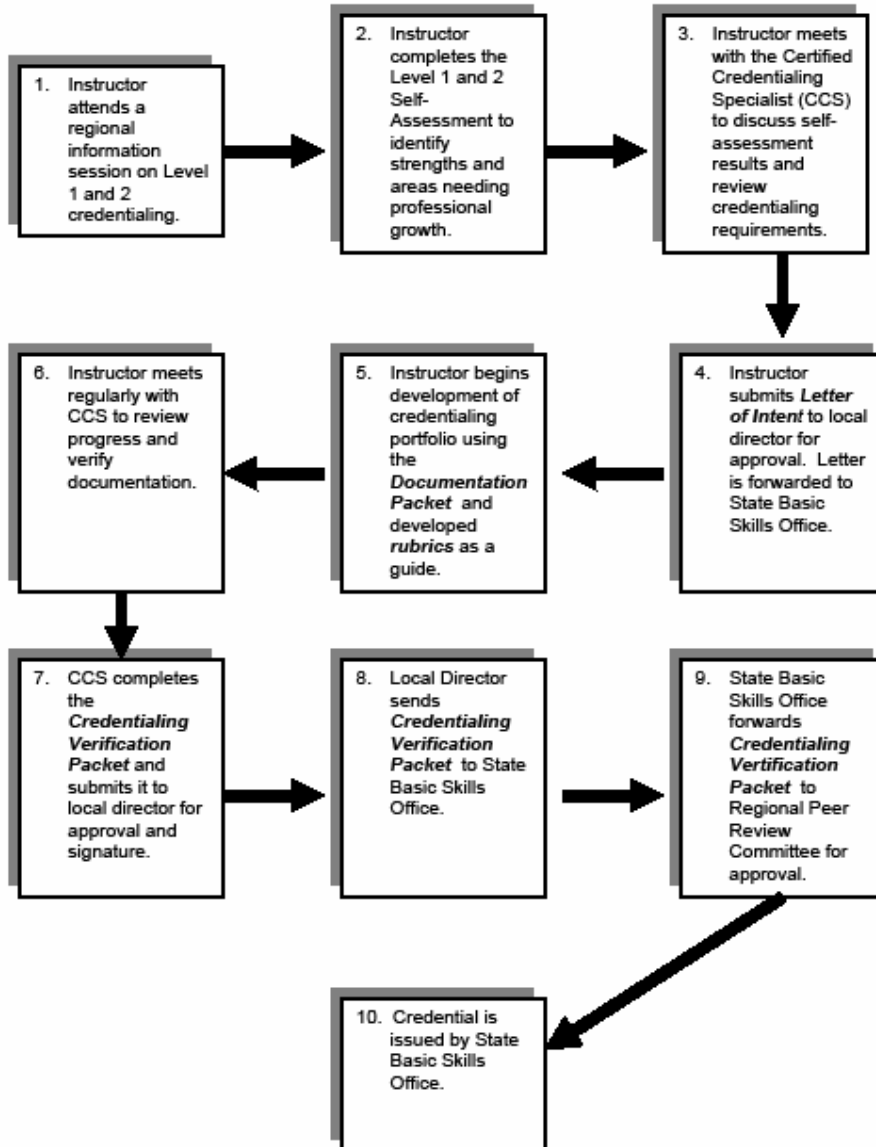 1. Instructor
attends a
regional
information
session on Level
1 and 2
credentialing.
2. Instructor
completes the
Level 1 and 2
Self-
Assessment to
identify
strengths and
areas needing
professional
growth.
3. Instructor meets
with the Certified
Credentialing
Specialist (CCS)
to discuss self-
assessment
results and
review
credentialing
requirements.
4. Instructor
submits Letter
of Intent to local
director for
approval. Letter
is forwarded to
State Basic
Skills Office.
5. Instructor begins
development of
credentialing
portfolio using
the
Documentation
Packet and
developed
rubrics as a
guide.
6. Instructor meets
regularly with
CCS to review
progress and
verify
documentation.
7. CCS completes
the
Credentialing
Verification
Packet and
submits it to
local director for
approval and
signature.
8. Local Director
sends
Credentialing
Verification
Packet to State
Basic Skills
Office.
9. State Basic
Skills Office
forwards
Credentialing
Vertification
Packet to
Regional Peer
Review
Committee for
approval.
10. Credential is
issued by State
Basic Skills
Office.